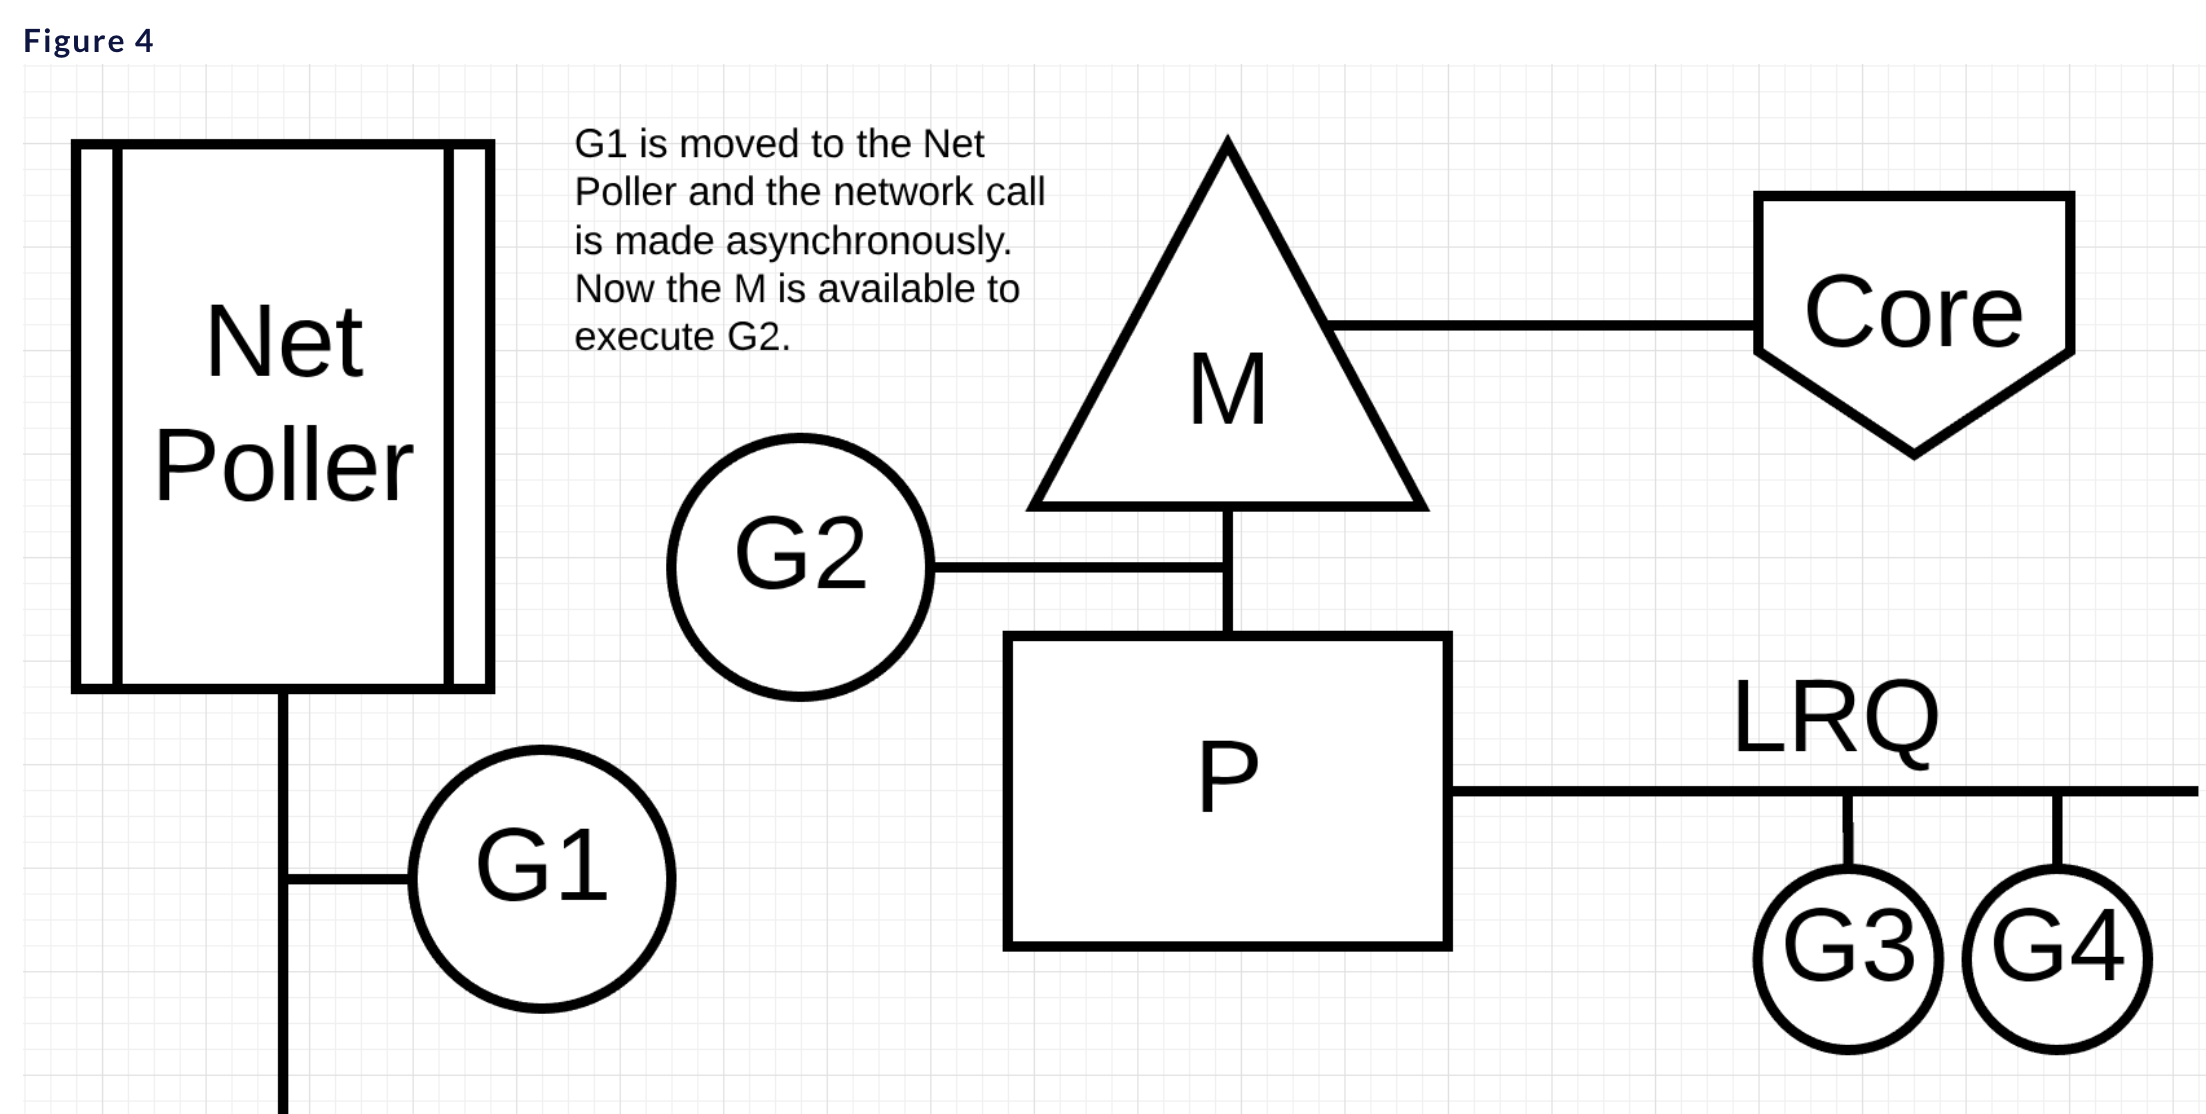 Figure 4
G1 is moved to the Net
Poller and the network call
is made asynchronously.
Now the M is available to
execute G2.
Net
Poller
M
Core
G2
P
LRQ
G1
G3
G4